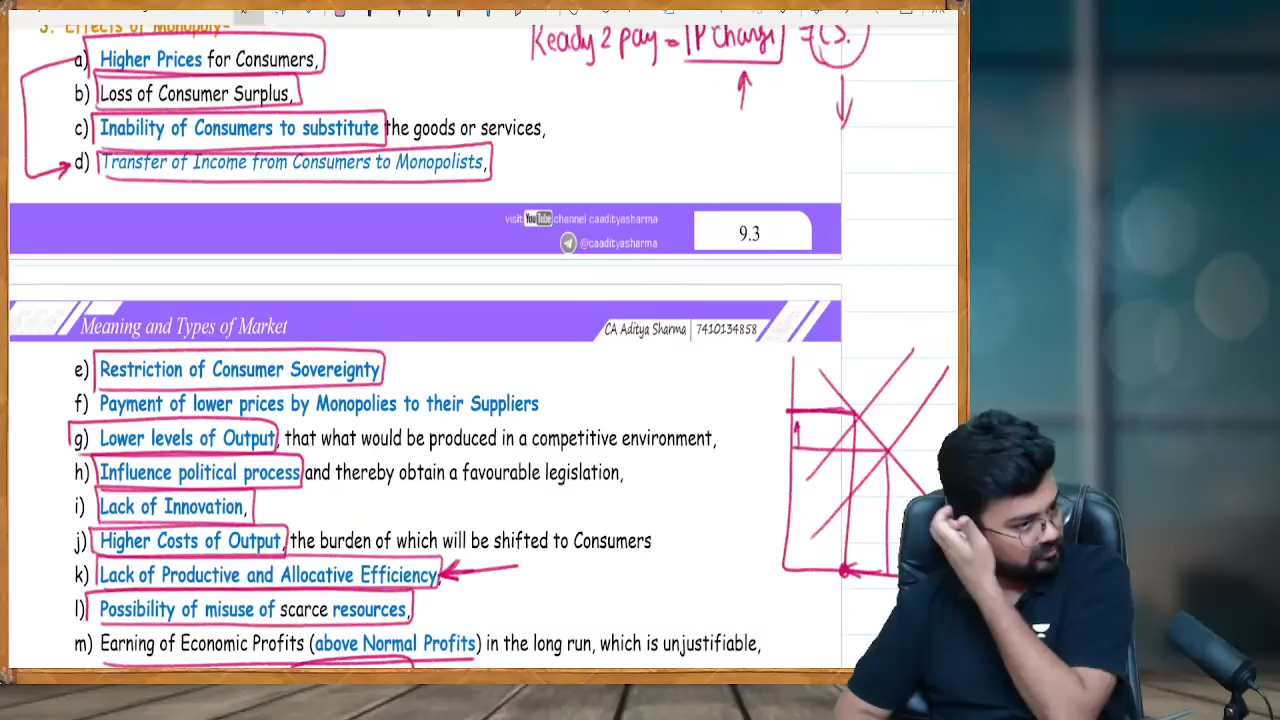 3. Effects of Monopoly-
Ready 2 pay = P Charge
a) Higher Prices for Consumers,
b) Loss of Consumer Surplus,
c) Inability of Consumers to substitute the goods or services,
d) Transfer of Income from Consumers to Monopolists,
visit YouTube channel caadityasharma
@caadityasharma
9.3
Meaning and Types of Market
CA Aditya Sharma | 7410134858
e) Restriction of Consumer Sovereignty
f) Payment of lower prices by Monopolies to their Suppliers
g) Lower levels of Output, that what would be produced in a competitive environment,
h) Influence political process and thereby obtain a favourable legislation,
i) Lack of Innovation,
j) Higher Costs of Output, the burden of which will be shifted to Consumers
k) Lack of Productive and Allocative Efficiency,
l) Possibility of misuse of scarce resources,
m) Earning of Economic Profits (above Normal Profits) in the long run, which is unjustifiable,